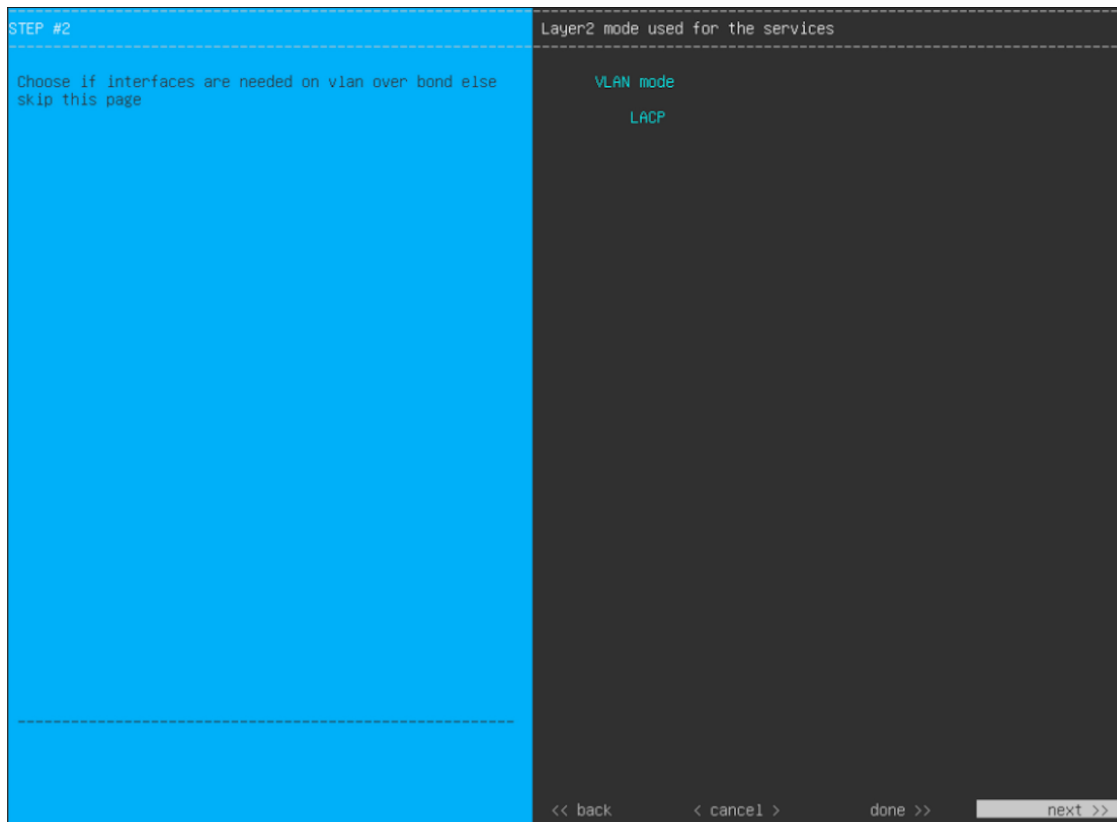 STEP #2
Choose if interfaces are needed on vlan over bond else
skip this page
Layer2 mode used for the services
VLAN mode
LACP
<< back < cancel > done >> next >>